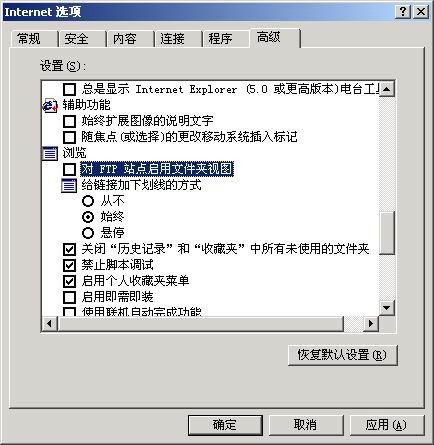 Internet 选项
常规 安全 内容 连接 程序 高级
设置(S):
总是显示 Internet Explorer (5.0 或更高版本)电台工
辅助功能
始终扩展图像的说明文字
随焦点(或选择)的更改移动系统插入标记
浏览
对 FTP 站点启用文件夹视图
给链接加下划线的方式
从不
始终
悬停
关闭“历史记录”和“收藏夹”中所有未使用的文件夹
禁止脚本调试
启用个人收藏夹菜单
启用即需即装
使用联机自动完成功能
恢复默认设置(R)
确定 取消 应用(A)